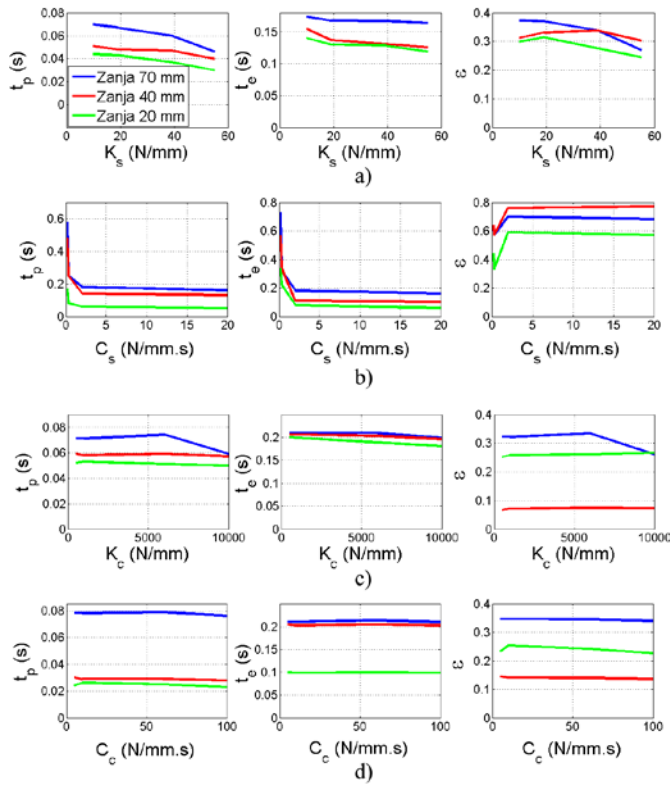 0.08
0.06
0.04
0.02
0
t_p (s)
Zanja 70 mm
Zanja 40 mm
Zanja 20 mm
0 20 40 60
K_s (N/mm)
0.15
0.1
0.05
0
t_e (s)
0 20 40 60
K_s (N/mm)
0.4
0.3
0.2
0.1
0
ε
0 20 40 60
K_s (N/mm)
a)
0.6
0.4
0.2
0
t_p (s)
0 5 10 15 20
C_s (N/mm.s)
0.6
0.4
0.2
0
t_e (s)
0 5 10 15 20
C_s (N/mm.s)
0.8
0.6
0.4
0.2
0
ε
0 5 10 15 20
C_s (N/mm.s)
b)
0.08
0.06
0.04
0.02
0
t_p (s)
0 5000 10000
K_c (N/mm)
0.2
0.15
0.1
0.05
0
t_e (s)
0 5000 10000
K_c (N/mm)
0.4
0.3
0.2
0.1
0
ε
0 5000 10000
K_c (N/mm)
c)
0.08
0.06
0.04
0.02
0
t_p (s)
0 50 100
C_c (N/mm.s)
0.2
0.15
0.1
0.05
0
t_e (s)
0 50 100
C_c (N/mm.s)
0.4
0.3
0.2
0.1
0
ε
0 50 100
C_c (N/mm.s)
d)